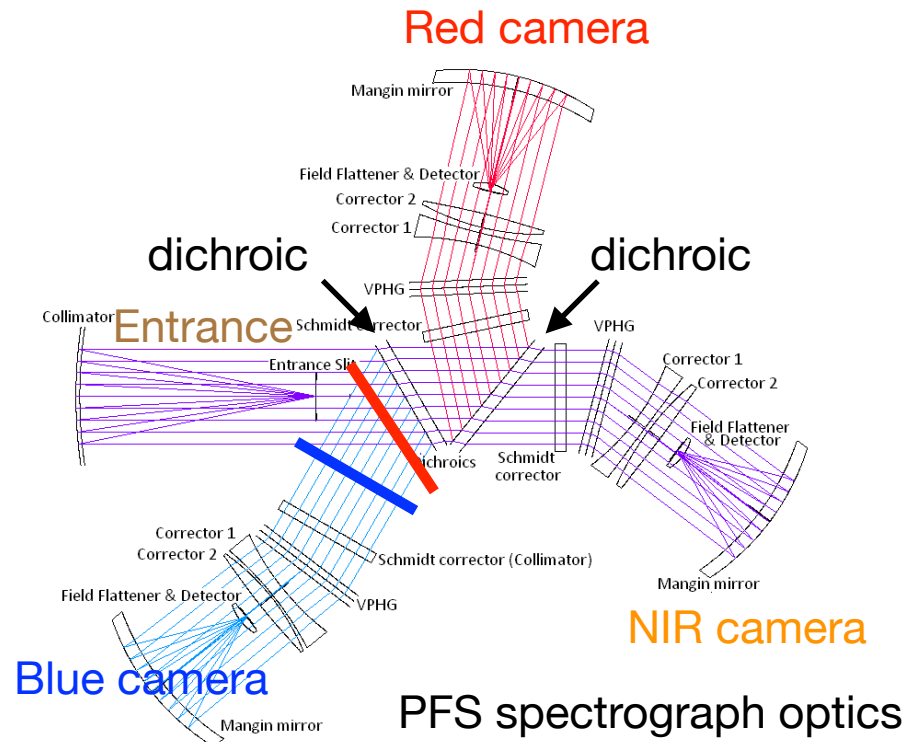 Red camera
Mangin mirror
Field Flattener & Detector
Corrector 2
Corrector 1
dichroic
dichroic
VPHG
Collimator
Entrance
Schmidt corrector
VPHG
Entrance Sli
Corrector 1
Corrector 2
Field Flattener
& Detector
Dichroics
Schmidt
corrector
Corrector 1
Corrector 2
Schmidt corrector (Collimator)
Field Flattener & Detector
VPHG
Mangin mirror
NIR camera
Blue camera
Mangin mirror
PFS spectrograph optics